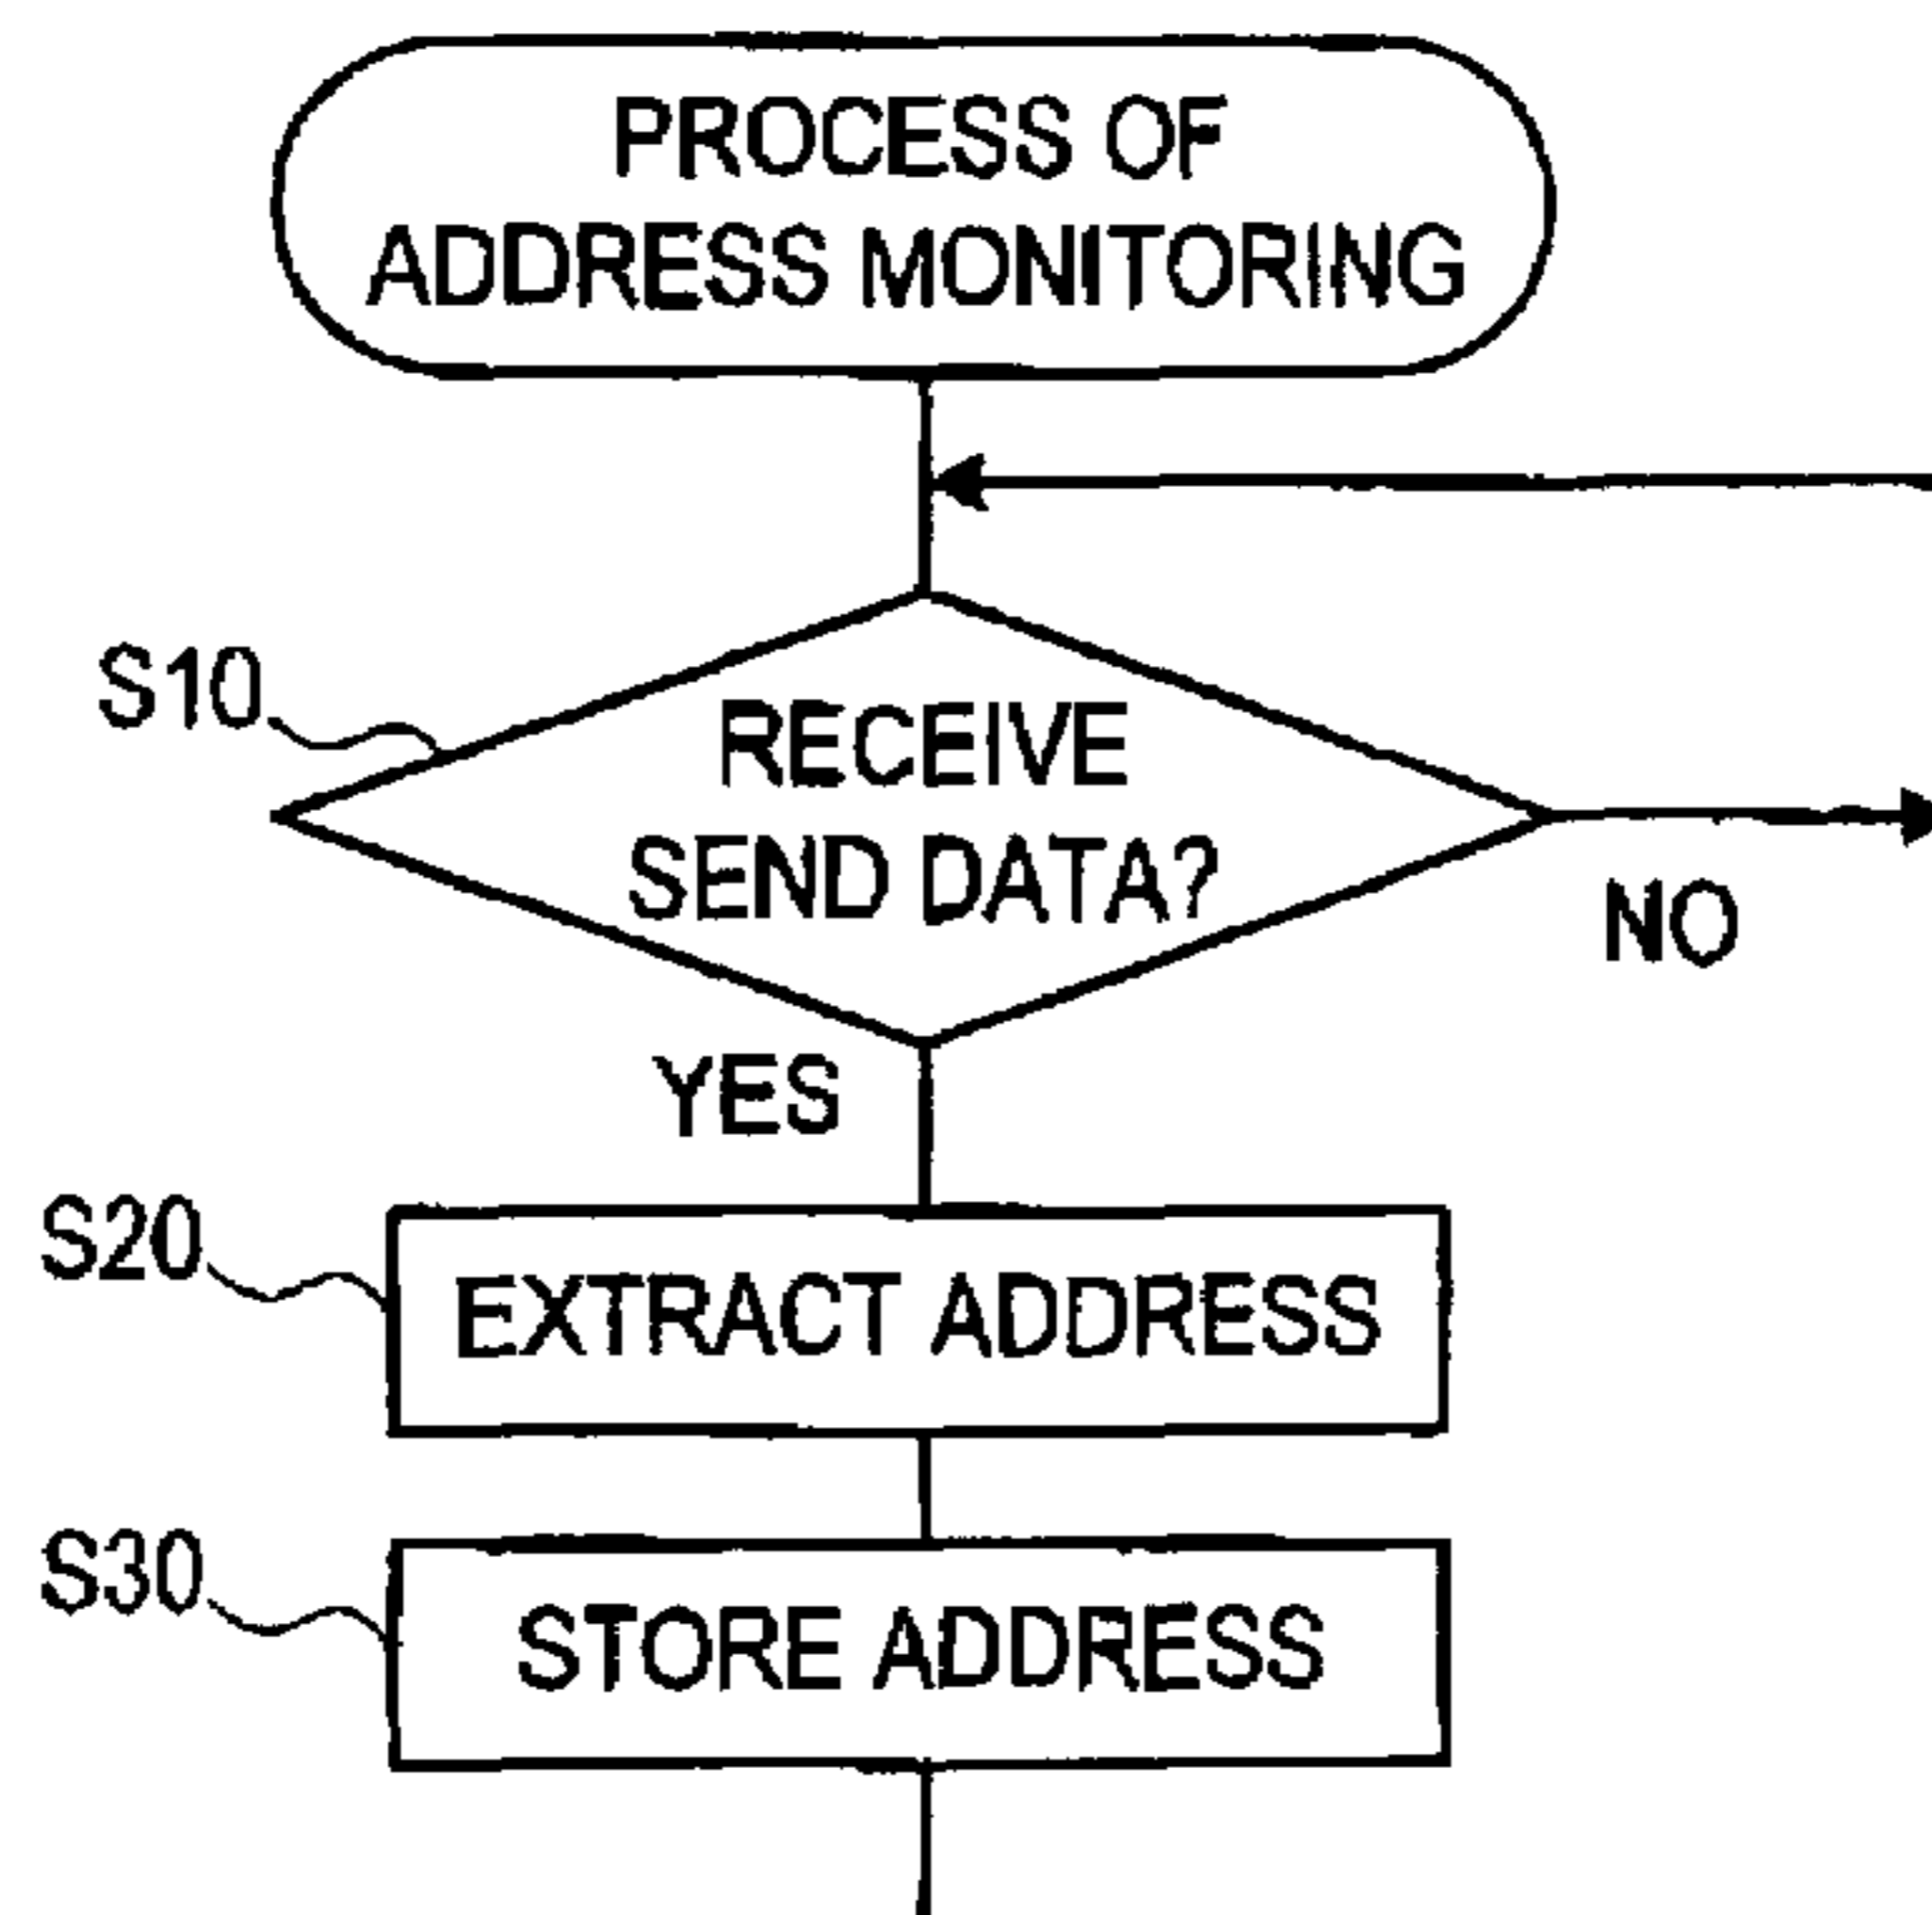 PROCESS OF
ADDRESS MONITORING
S10
RECEIVE
SEND DATA?
NO
YES
S20
EXTRACT ADDRESS
S30
STORE ADDRESS